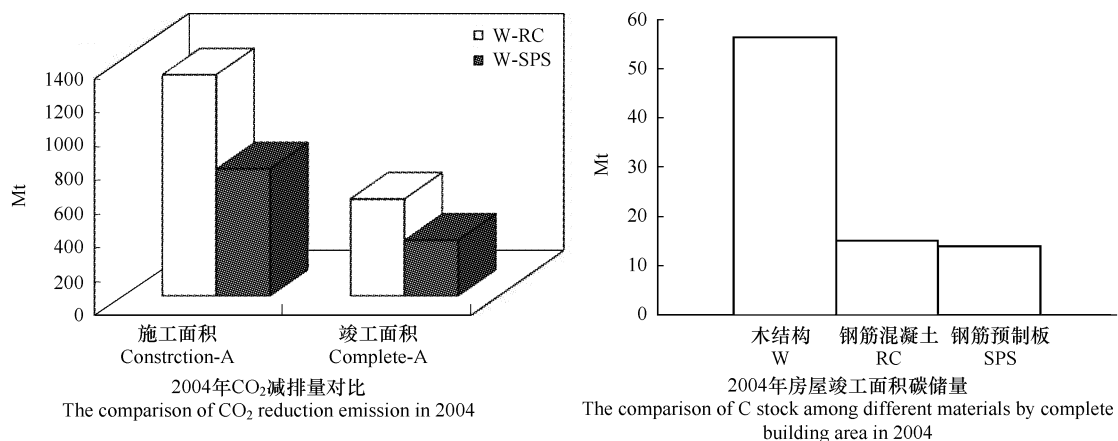 W-RC
W-SPS
1400
1200
1000
800
600
400
200
0
Mt
施工面积
Constrction-A
竣工面积
Complete-A
2004年CO₂减排量对比
The comparison of CO₂ reduction emission in 2004
60
50
40
30
20
10
0
Mt
木结构
W
钢筋混凝土
RC
钢筋预制板
SPS
2004年房屋竣工面积碳储量
The comparison of C stock among different materials by complete
building area in 2004